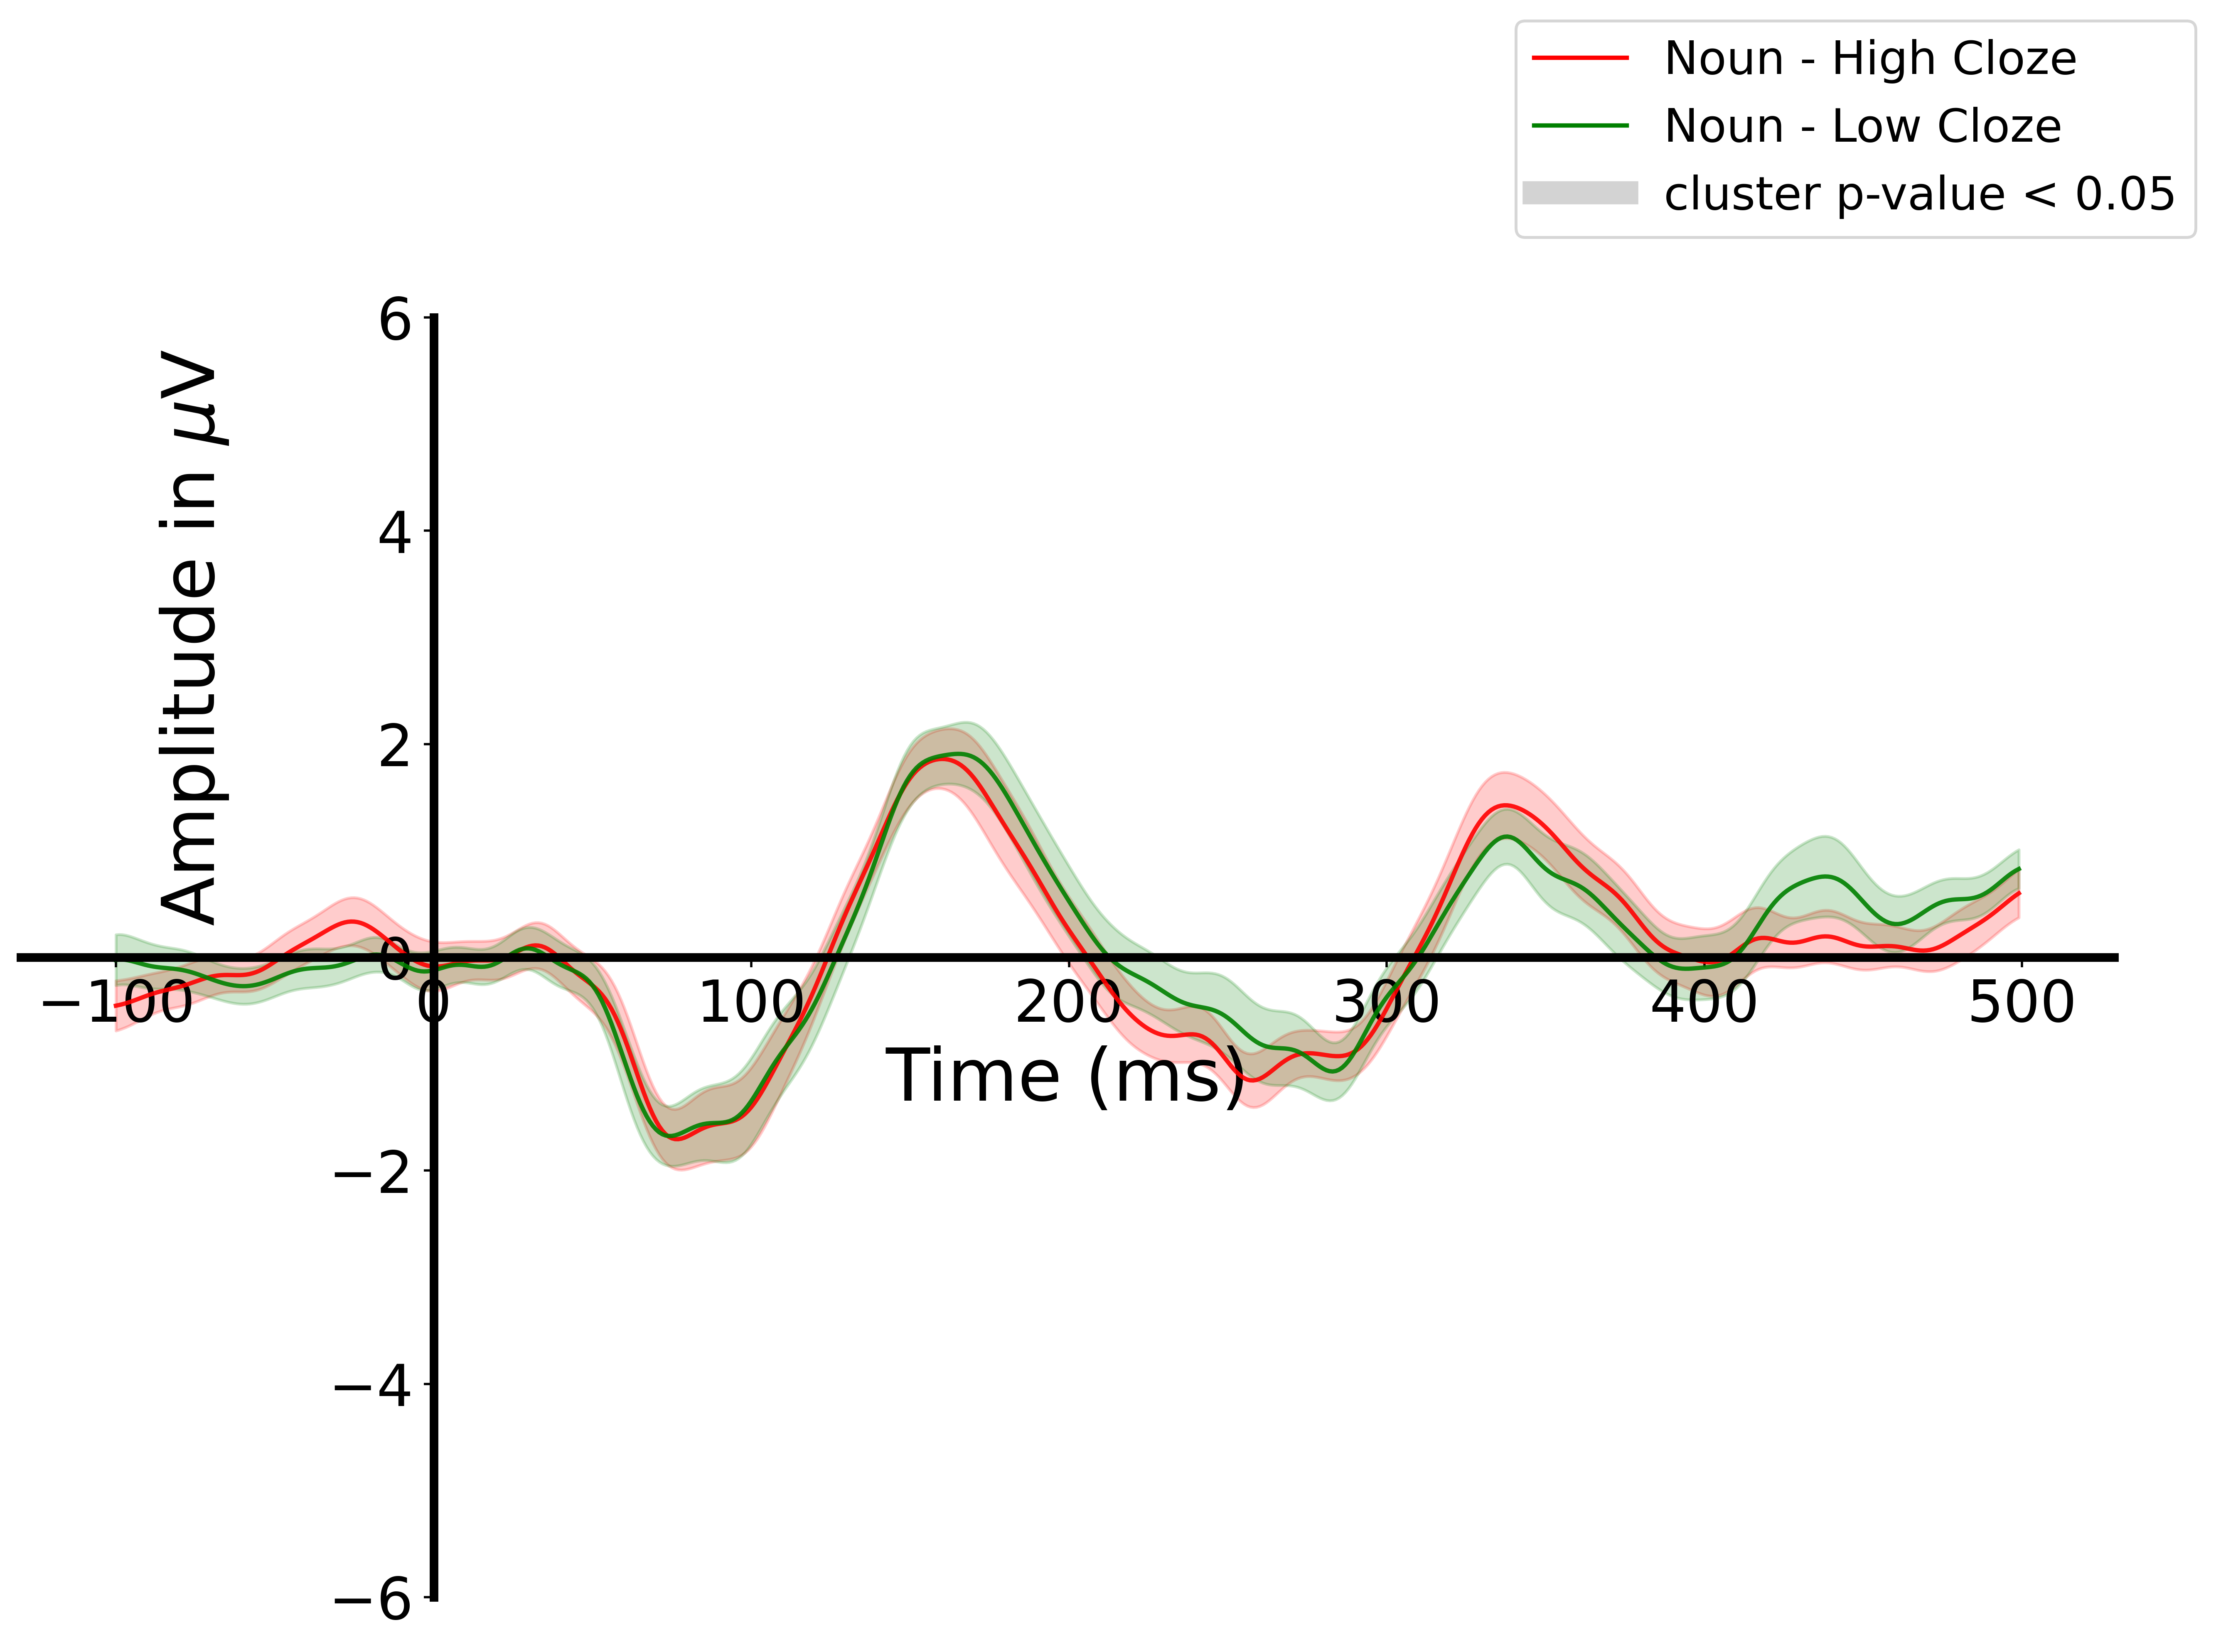 Noun - High Cloze
Noun - Low Cloze
cluster p-value < 0.05
6
4
2
0
−2
−4
−6
Amplitude in μV
−100 0 100 200 300 400 500
Time (ms)